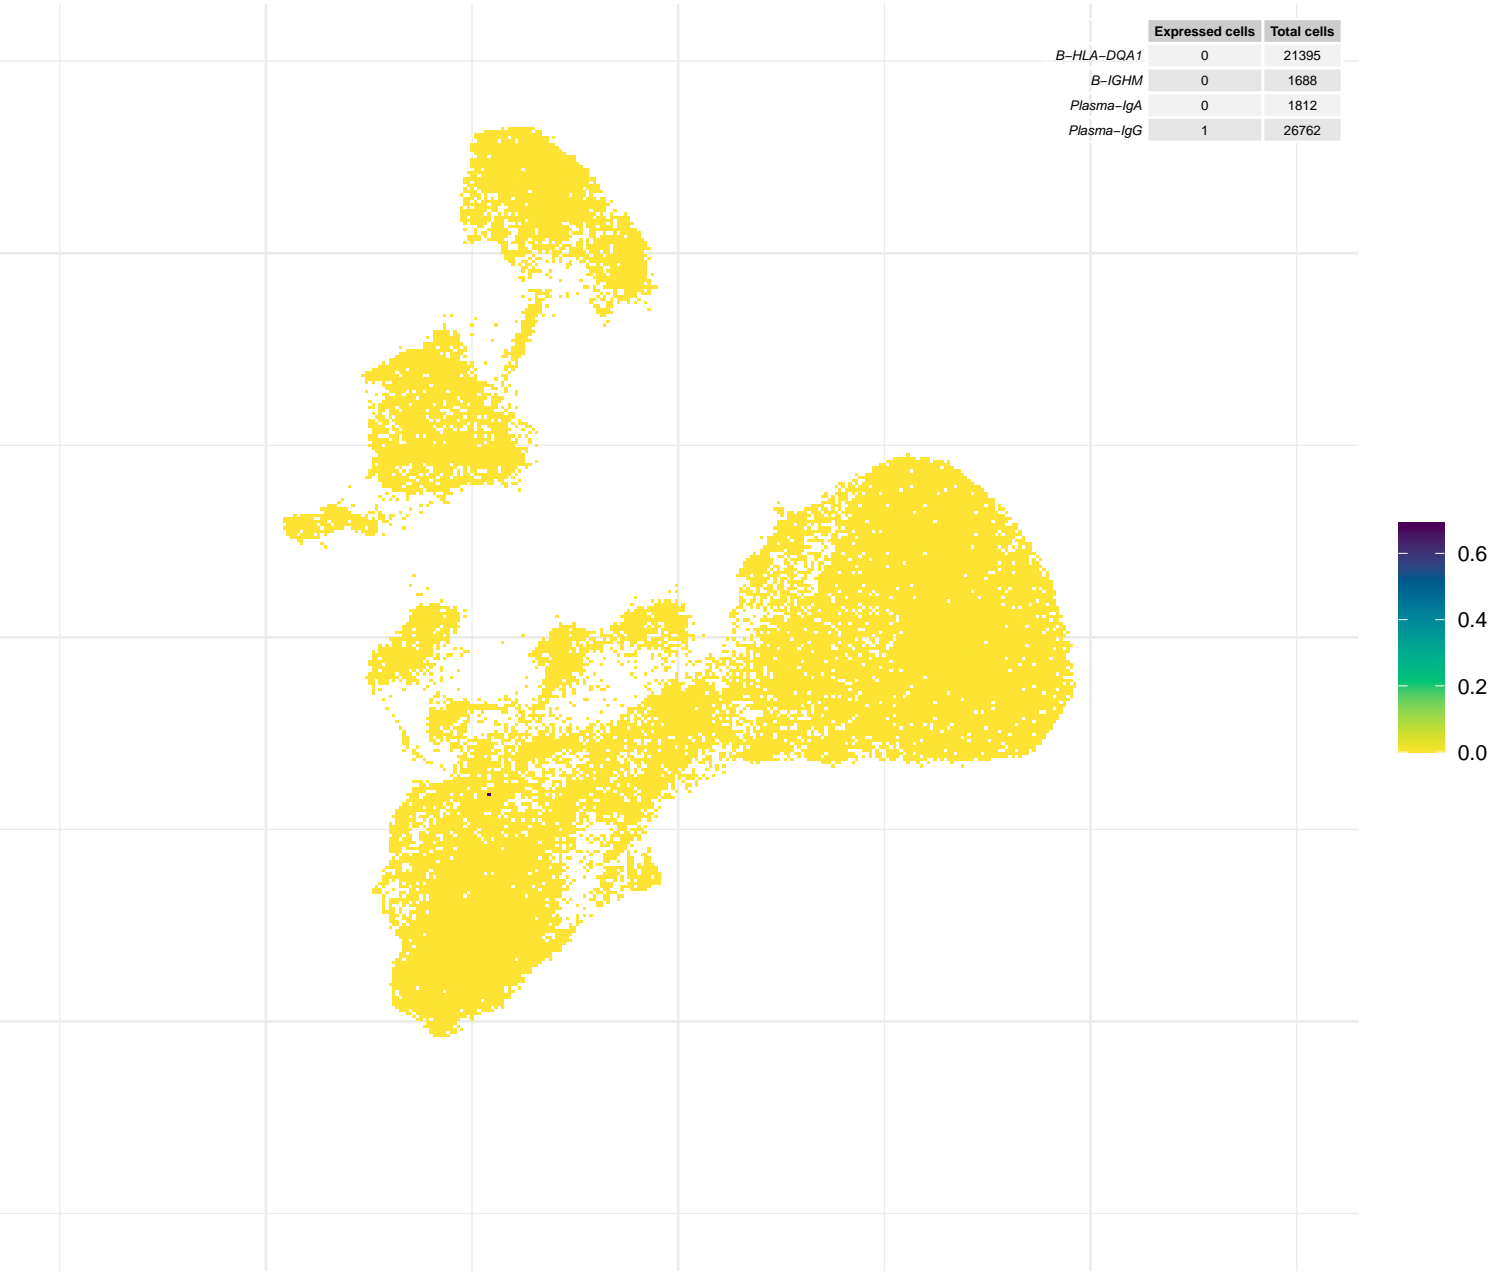 Expressed cells Total cells
B−HLA−DQA1 0 21395
B−IGHM 0 1688
Plasma−IgA 0 1812
Plasma−IgG 1 26762
0.6
0.4
0.2
0.0